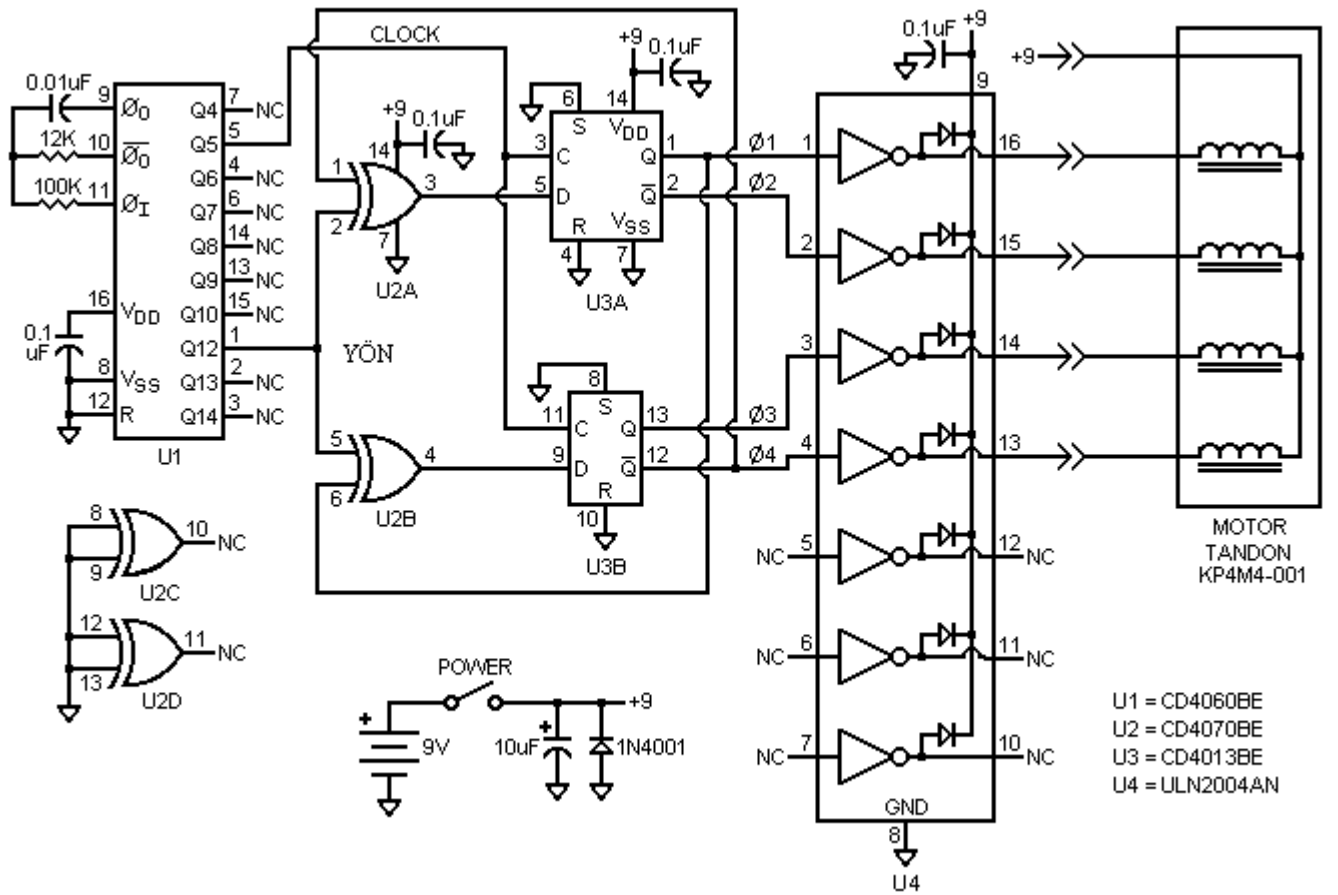 CLOCK
0.01uF
9 Ø0
12K
10 Ø0
100K
11 ØI
Q4 7 NC
Q5 5
Q6 4 NC
Q7 6 NC
Q8 14 NC
Q9 13 NC
Q10 15 NC
Q12 1
Q13 2 NC
Q14 3 NC
16 VDD
0.1
uF
8 VSS
12 R
U1
YÖN
+9
0.1uF
1
14
3
2
7
U2A
+9
0.1uF
6
14
S
VDD
3 C
Q 1
5 D
Q 2
R
VSS
4
7
U3A
5
4
6
U2B
8
S
11 C
Q 13
9 D
Q 12
R
10
U3B
Ø1
Ø2
Ø3
Ø4
0.1uF
+9
9
1
16
2
15
3
14
4
13
NC 5
12 NC
NC 6
11 NC
NC 7
10 NC
GND
8
U4
+9
MOTOR
TANDON
KP4M4-001
8
10 NC
9
U2C
12
11 NC
13
U2D
POWER
+9
+
9V
+
10uF
1N4001
U1 = CD4060BE
U2 = CD4070BE
U3 = CD4013BE
U4 = ULN2004AN